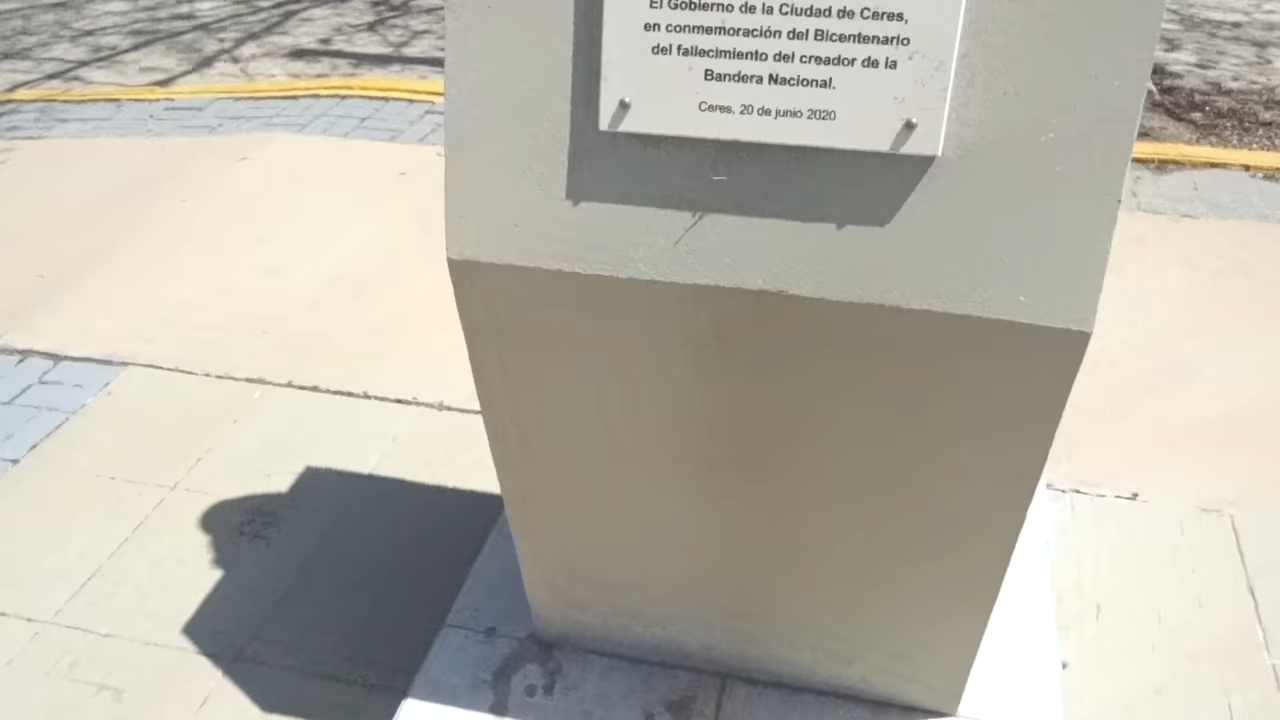 El Gobierno de la Ciudad de Ceres,
en conmemoración del Bicentenario
del fallecimiento del creador de la
Bandera Nacional.
Ceres, 20 de junio 2020